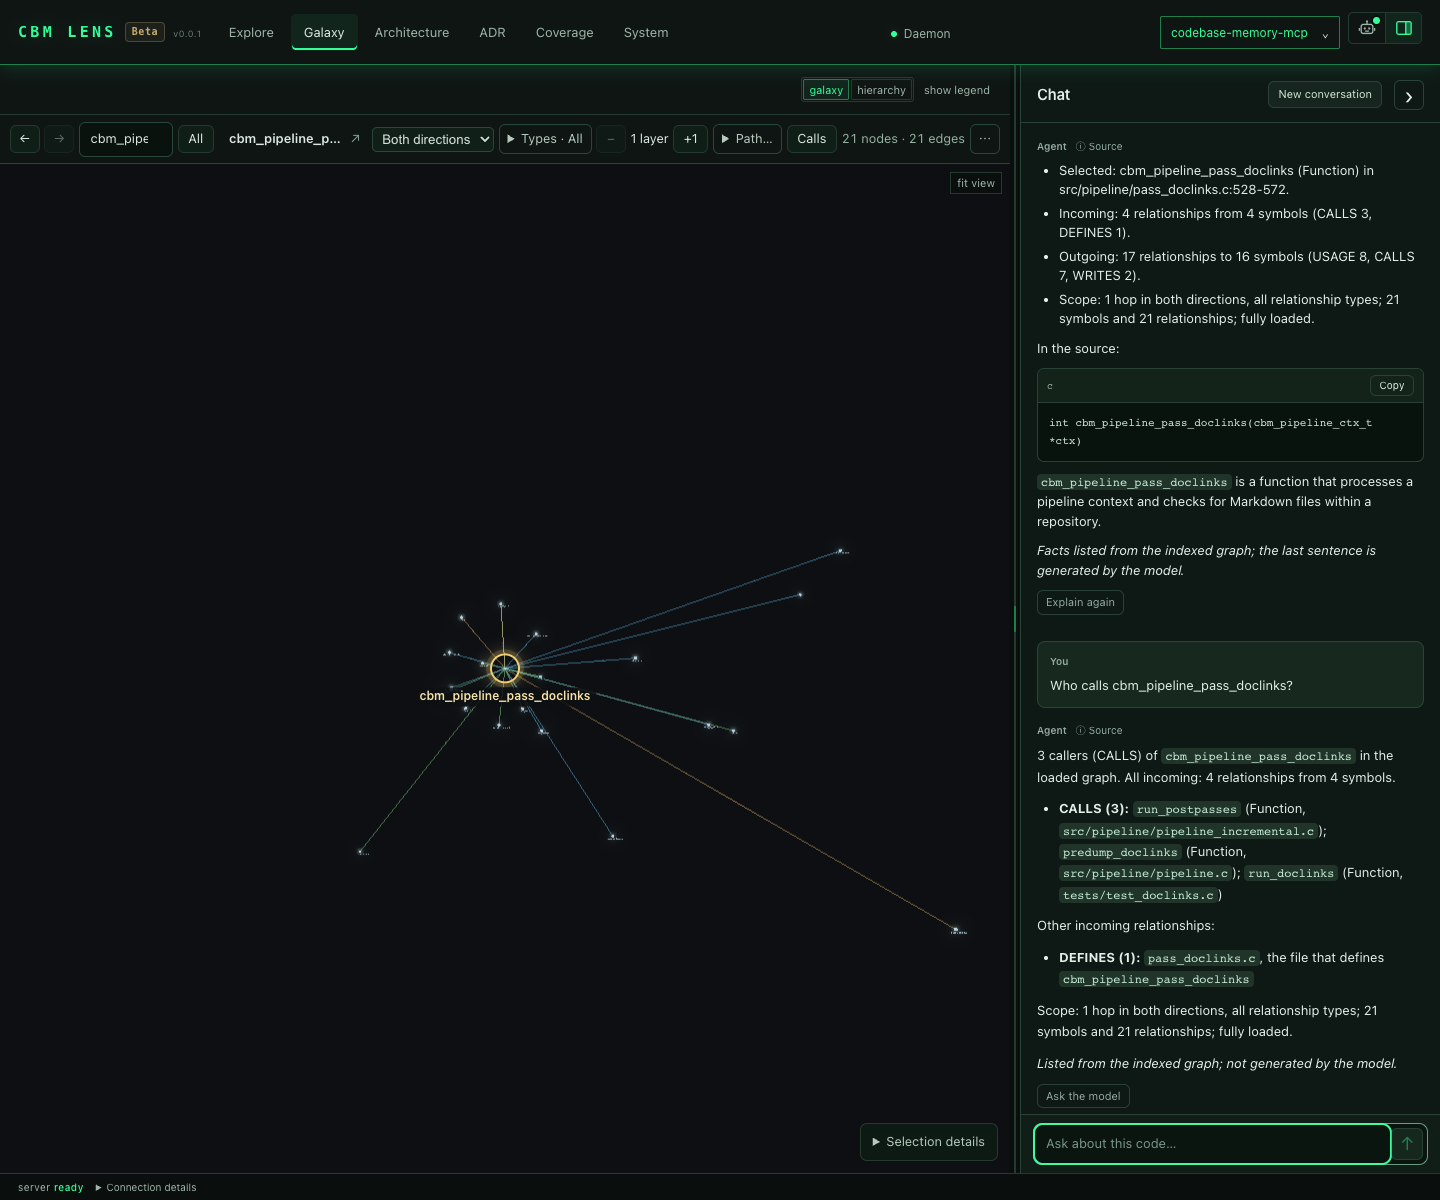 CBM LENS Beta v0.0.1 Explore Galaxy Architecture ADR Coverage System Daemon codebase-memory-mcp
galaxy hierarchy show legend
← → cbm_pipe All cbm_pipeline_p... ↗ Both directions ▶ Types · All − 1 layer +1 ▶ Path... Calls 21 nodes · 21 edges ···
fit view
cbm_pipeline_pass_doclinks
▶ Selection details
Chat New conversation ›
Agent ⓘ Source
• Selected: cbm_pipeline_pass_doclinks (Function) in
src/pipeline/pass_doclinks.c:528-572.
• Incoming: 4 relationships from 4 symbols (CALLS 3,
DEFINES 1).
• Outgoing: 17 relationships to 16 symbols (USAGE 8, CALLS
7, WRITES 2).
• Scope: 1 hop in both directions, all relationship types; 21
symbols and 21 relationships; fully loaded.
In the source:
c Copy
int cbm_pipeline_pass_doclinks(cbm_pipeline_ctx_t
*ctx)
cbm_pipeline_pass_doclinks is a function that processes a
pipeline context and checks for Markdown files within a
repository.
Facts listed from the indexed graph; the last sentence is
generated by the model.
Explain again
You
Who calls cbm_pipeline_pass_doclinks?
Agent ⓘ Source
3 callers (CALLS) of cbm_pipeline_pass_doclinks in the
loaded graph. All incoming: 4 relationships from 4 symbols.
• CALLS (3): run_postpasses (Function,
src/pipeline/pipeline_incremental.c);
predump_doclinks (Function,
src/pipeline/pipeline.c); run_doclinks (Function,
tests/test_doclinks.c)
Other incoming relationships:
• DEFINES (1): pass_doclinks.c, the file that defines
cbm_pipeline_pass_doclinks
Scope: 1 hop in both directions, all relationship types; 21
symbols and 21 relationships; fully loaded.
Listed from the indexed graph; not generated by the model.
Ask the model
Ask about this code... ↑
server ready ▶ Connection details